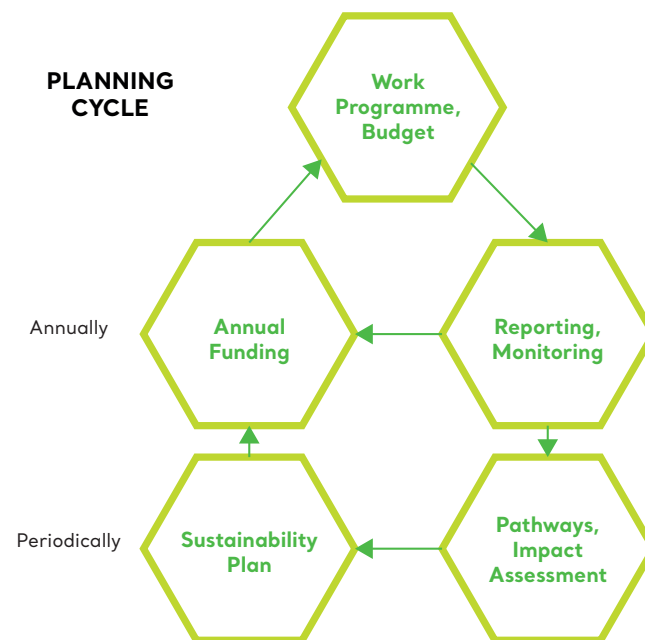 PLANNING
CYCLE
Work
Programme,
Budget
Annually
Annual
Funding
Reporting,
Monitoring
Periodically
Sustainability
Plan
Pathways,
Impact
Assessment